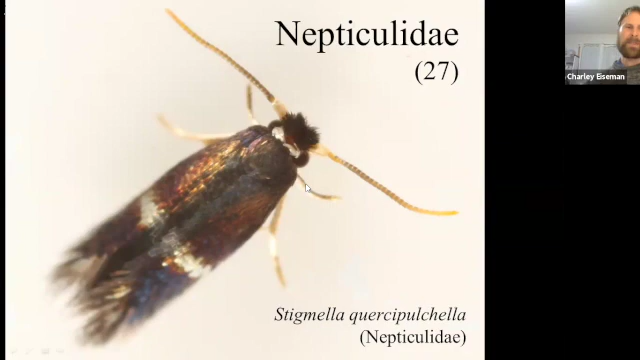 Nepticulidae
(27)
Charley Eiseman
Stigmella quercipulchella
(Nepticulidae)